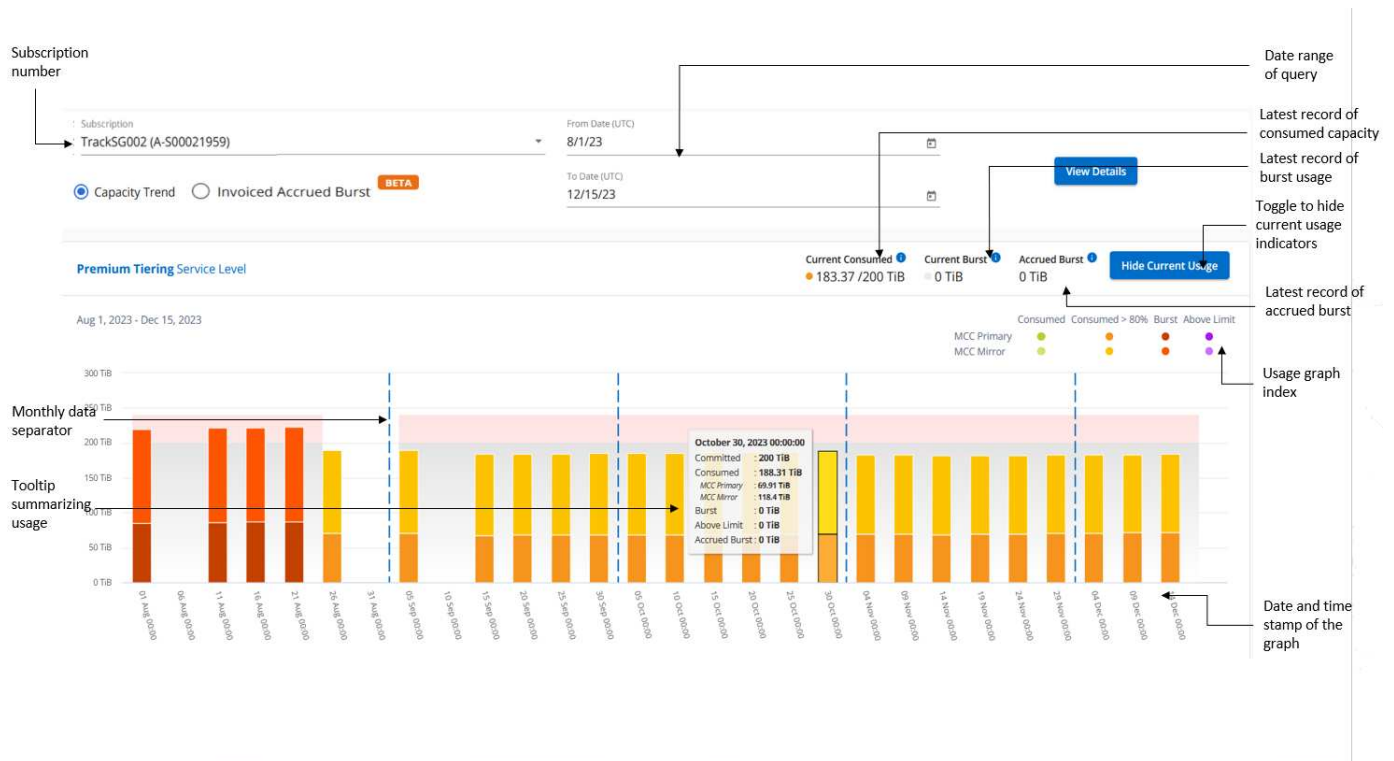 Subscription
number
Date range
of query
Latest record of
consumed capacity
Latest record of
burst usage
Toggle to hide
current usage
indicators
Latest record of
accrued burst
Usage graph
index
Subscription
TrackSG002 (A-S00021959)
From Date (UTC)
8/1/23
Capacity Trend Invoiced Accrued Burst BETA
To Date (UTC)
12/15/23
View Details
Premium Tiering Service Level
Current Consumed Current Burst Accrued Burst
183.37 /200 TiB 0 TiB 0 TiB
Hide Current Usage
Aug 1, 2023 - Dec 15, 2023
Consumed Consumed > 80% Burst Above Limit
MCC Primary
MCC Mirror
Monthly data
separator
Tooltip
summarizing
usage
300 TiB
250 TiB
200 TiB
150 TiB
100 TiB
50 TiB
0 TiB
October 30, 2023 00:00:00
Committed : 200 TiB
Consumed : 188.31 TiB
MCC Primary : 69.91 TiB
MCC Mirror : 118.4 TiB
Burst : 0 TiB
Above Limit : 0 TiB
Accrued Burst : 0 TiB
01 Aug 00:00
06 Aug 00:00
11 Aug 00:00
16 Aug 00:00
21 Aug 00:00
26 Aug 00:00
31 Aug 00:00
05 Sep 00:00
10 Sep 00:00
15 Sep 00:00
20 Sep 00:00
25 Sep 00:00
30 Sep 00:00
05 Oct 00:00
10 Oct 00:00
15 Oct 00:00
20 Oct 00:00
25 Oct 00:00
30 Oct 00:00
04 Nov 00:00
09 Nov 00:00
14 Nov 00:00
19 Nov 00:00
24 Nov 00:00
29 Nov 00:00
04 Dec 00:00
09 Dec 00:00
Dec 00:00
Date and time
stamp of the
graph